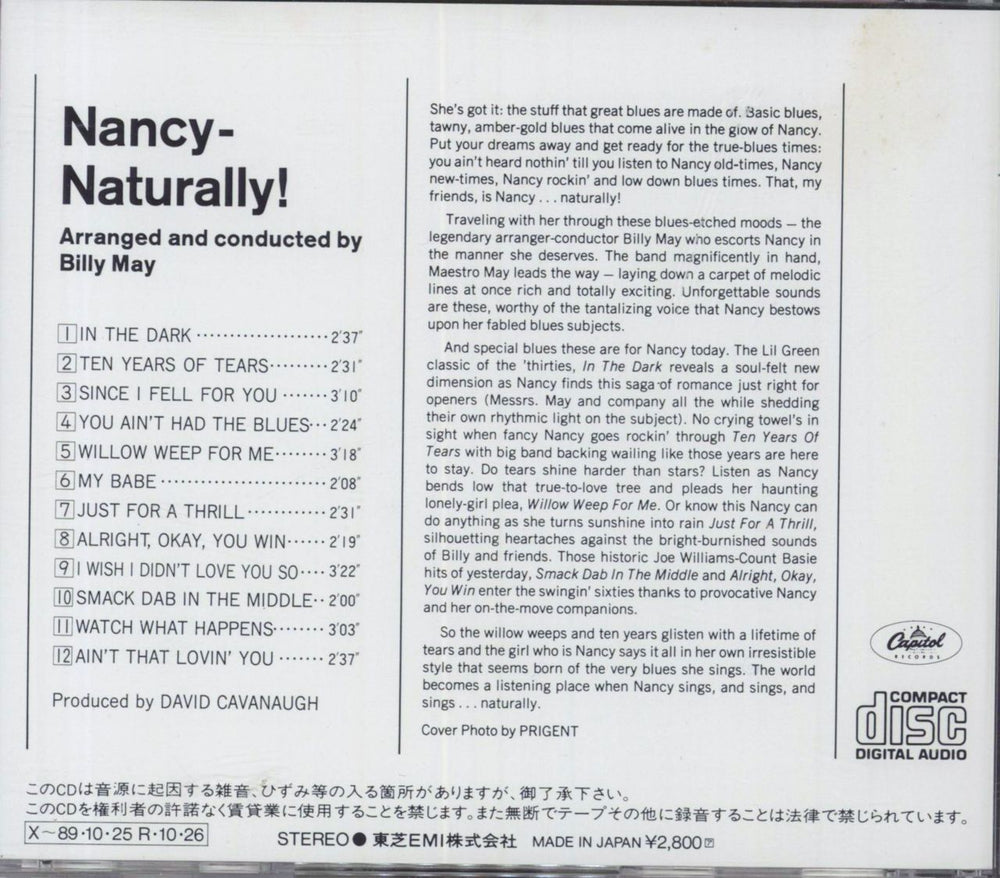 Nancy-
Naturally!
Arranged and conducted by
Billy May
1 IN THE DARK ··················· 2'37"
2 TEN YEARS OF TEARS ········· 2'31"
3 SINCE I FELL FOR YOU ······· 3'10"
4 YOU AIN'T HAD THE BLUES ··· 2'24"
5 WILLOW WEEP FOR ME ········ 3'18"
6 MY BABE ······················· 2'08"
7 JUST FOR A THRILL ············ 2'31"
8 ALRIGHT, OKAY, YOU WIN ······ 2'19"
9 I WISH I DIDN'T LOVE YOU SO ···· 3'22"
10 SMACK DAB IN THE MIDDLE ·· 2'00"
11 WATCH WHAT HAPPENS ········ 3'03"
12 AIN'T THAT LOVIN' YOU ······· 2'37"
Produced by DAVID CAVANAUGH
She's got it: the stuff that great blues are made of. Basic blues,
tawny, amber-gold blues that come alive in the glow of Nancy.
Put your dreams away and get ready for the true-blues times:
you ain't heard nothin' till you listen to Nancy old-times, Nancy
new-times, Nancy rockin' and low down blues times. That, my
friends, is Nancy . . . naturally!
Traveling with her through these blues-etched moods – the
legendary arranger-conductor Billy May who escorts Nancy in
the manner she deserves. The band magnificently in hand,
Maestro May leads the way – laying down a carpet of melodic
lines at once rich and totally exciting. Unforgettable sounds
are these, worthy of the tantalizing voice that Nancy bestows
upon her fabled blues subjects.
And special blues these are for Nancy today. The Lil Green
classic of the 'thirties, In The Dark reveals a soul-felt new
dimension as Nancy finds this saga of romance just right for
openers (Messrs. May and company all the while shedding
their own rhythmic light on the subject). No crying towel's in
sight when fancy Nancy goes rockin' through Ten Years Of
Tears with big band backing wailing like those years are here
to stay. Do tears shine harder than stars? Listen as Nancy
bends low that true-to-love tree and pleads her haunting
lonely-girl plea, Willow Weep For Me. Or know this Nancy can
do anything as she turns sunshine into rain Just For A Thrill,
silhouetting heartaches against the bright-burnished sounds
of Billy and friends. Those historic Joe Williams-Count Basie
hits of yesterday, Smack Dab In The Middle and Alright, Okay,
You Win enter the swingin' sixties thanks to provocative Nancy
and her on-the-move companions.
So the willow weeps and ten years glisten with a lifetime of
tears and the girl who is Nancy says it all in her own irresistible
style that seems born of the very blues she sings. The world
becomes a listening place when Nancy sings, and sings, and
sings . . . naturally.
Cover Photo by PRIGENT
Capitol
RECORDS
COMPACT
disc
DIGITAL AUDIO
このCDは音源に起因する雑音、ひずみ等の入る箇所がありますが、御了承下さい。
このCDを権利者の許諾なく賃貸業に使用することを禁じます。また無断でテープその他に録音することは法律で禁じられています。
X～89・10・25 R・10・26
STEREO● 東芝EMI株式会社 MADE IN JAPAN ¥2,800